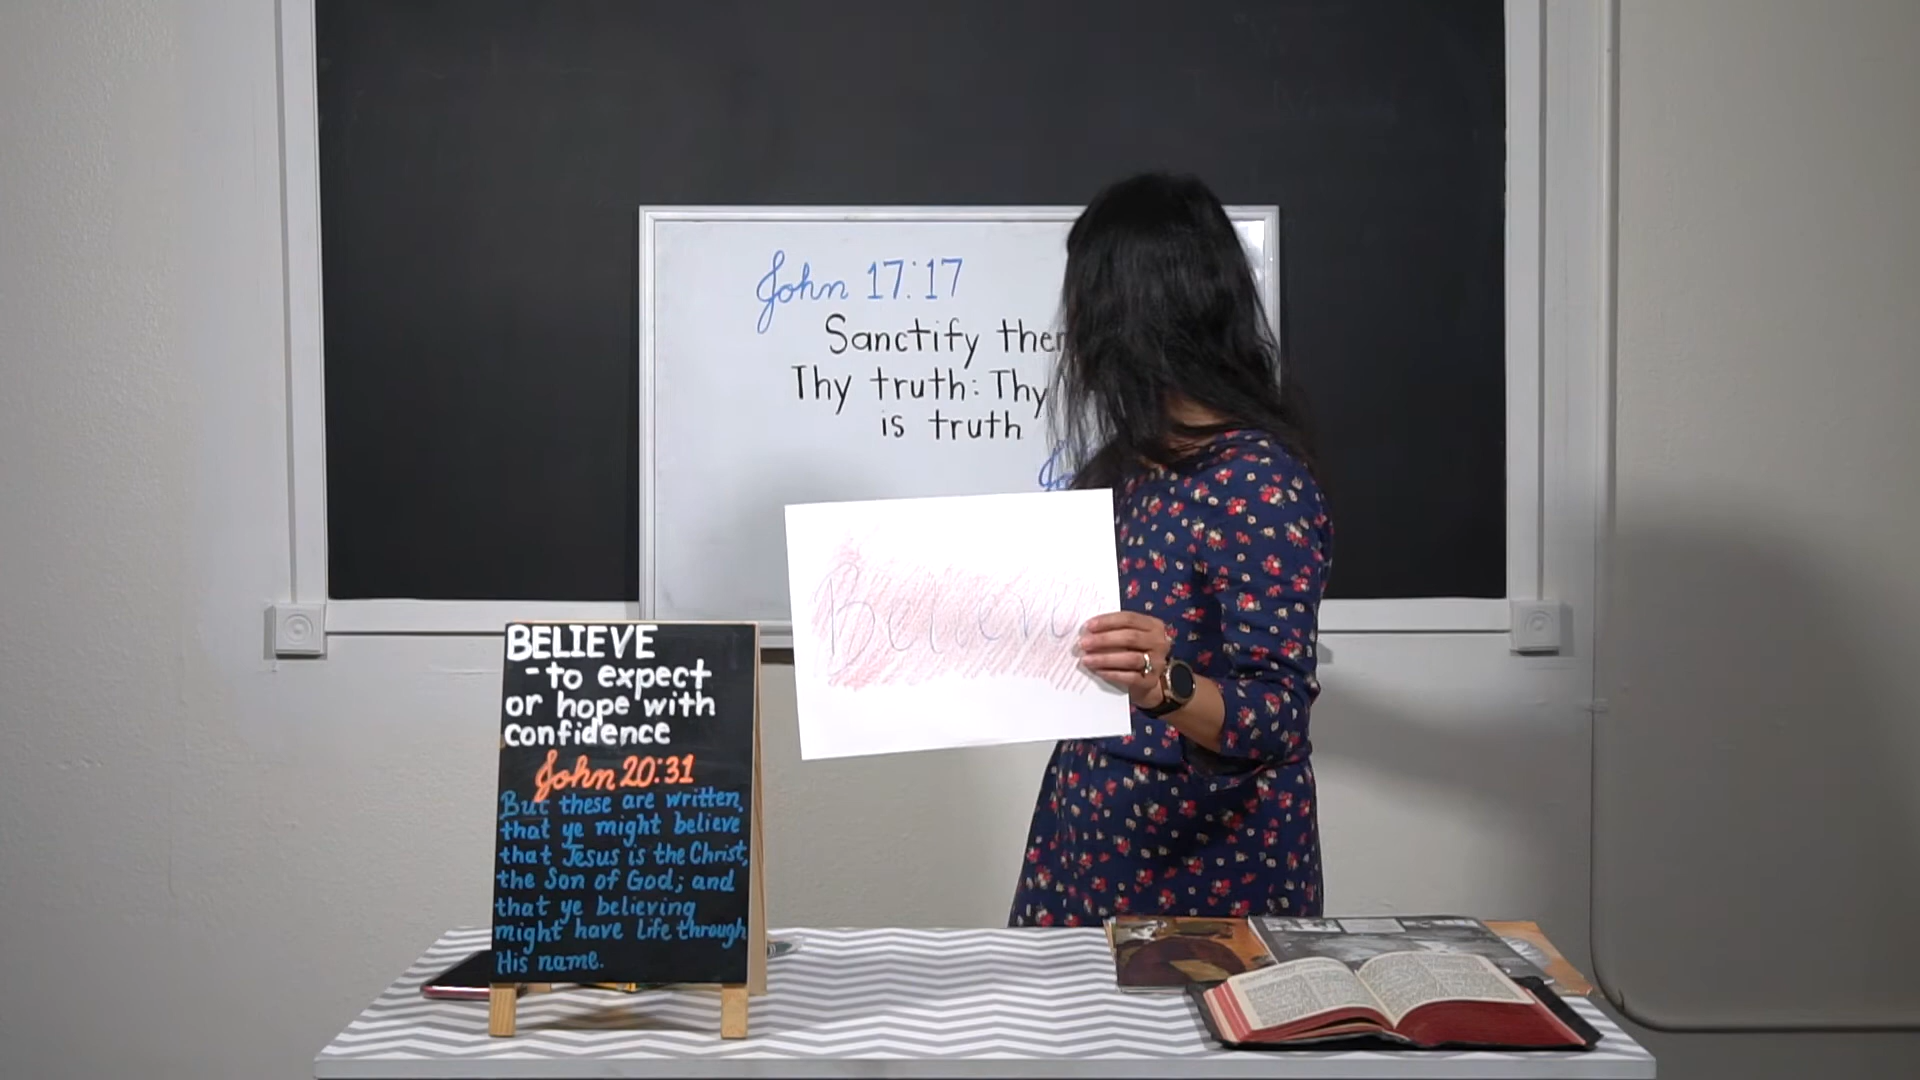 John 17:17
Sanctify
Thy truth: Thy
is truth
Believe
BELIEVE
- to expect
or hope with
confidence
John 20:31
But these are written,
that ye might believe
that Jesus is the Christ,
the Son of God; and
that ye believing
might have life through
His name.